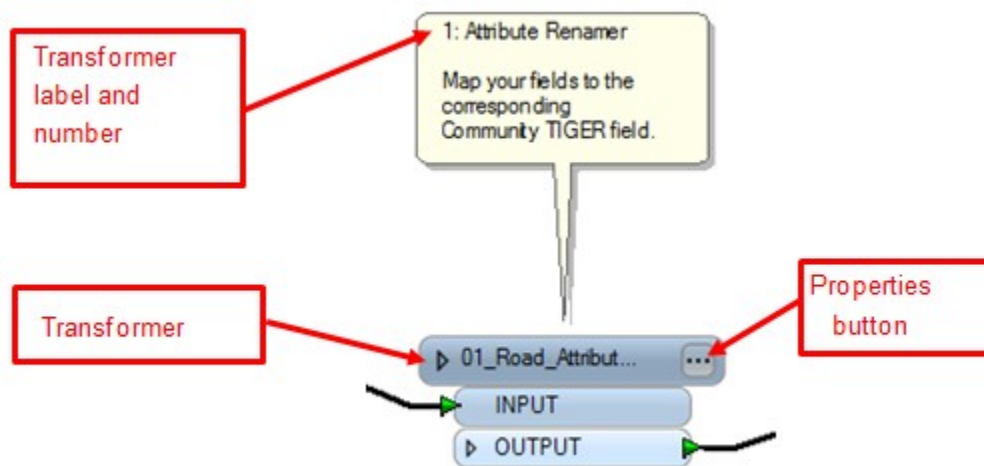 Transformer
label and
number
1: Attribute Renamer
Map your fields to the
corresponding
Community TIGER field.
Transformer
Properties
button
01_Road_Attribut...
...
INPUT
OUTPUT